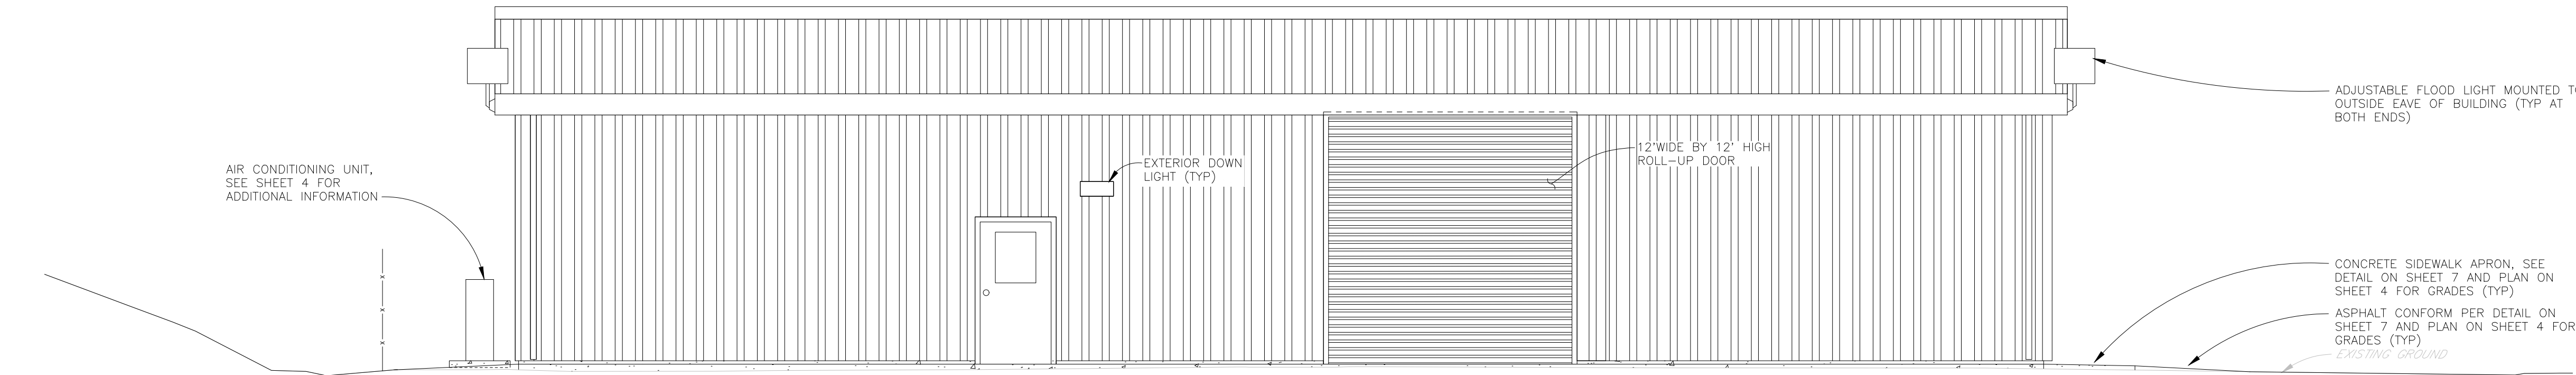 AIR CONDITIONING UNIT,
SEE SHEET 4 FOR
ADDITIONAL INFORMATION
EXTERIOR DOWN
LIGHT (TYP)
12'WIDE BY 12' HIGH
ROLL-UP DOOR
ADJUSTABLE FLOOD LIGHT MOUNTED
OUTSIDE EAVE OF BUILDING (TYP AT
BOTH ENDS)
CONCRETE SIDEWALK APRON, SEE
DETAIL ON SHEET 7 AND PLAN ON
SHEET 4 FOR GRADES (TYP)
ASPHALT CONFORM PER DETAIL ON
SHEET 7 AND PLAN ON SHEET 4 FOR
GRADES (TYP)
EXISTING GROUND